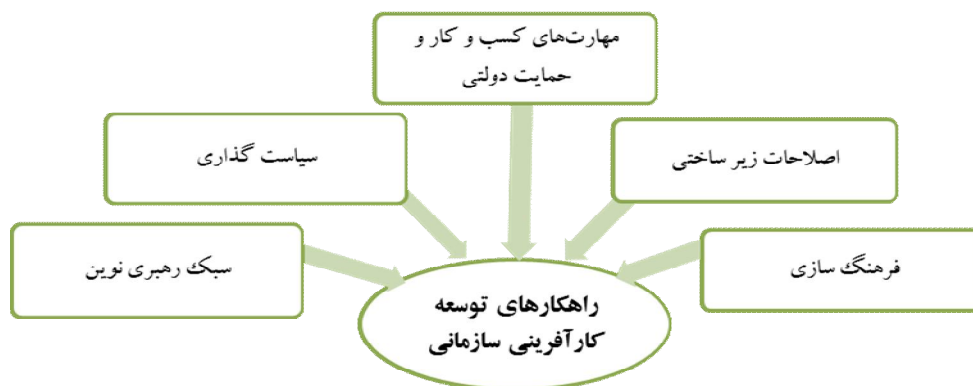 مهارت‌های کسب و کار و
حمایت دولتی
اصلاحات زیر ساختی
سیاست گذاری
فرهنگ سازی
سبک رهبری نوین
راهکارهای توسعه
کارآفرینی سازمانی